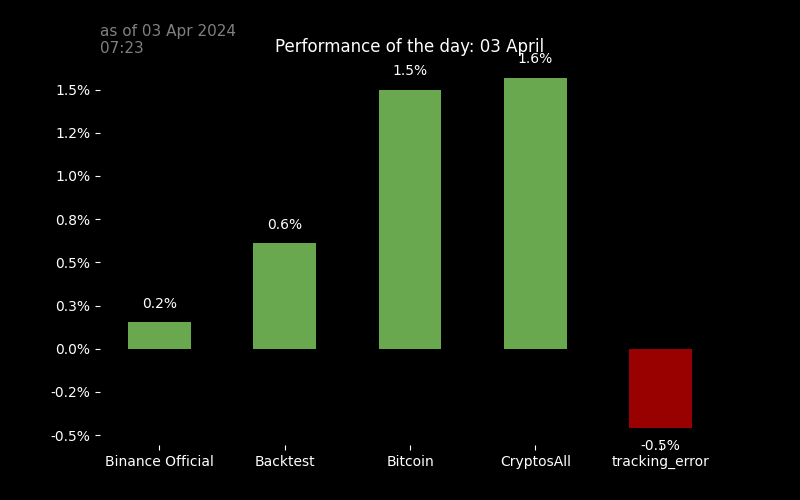 as of 03 Apr 2024
07:23
Performance of the day: 03 April
1.6%
1.5%
1.5%
1.2%
1.0%
0.8%
0.6%
0.5%
0.3%
0.2%
0.0%
-0.2%
-0.5%
-0.5%
Binance Official
Backtest
Bitcoin
CryptosAll
tracking_error